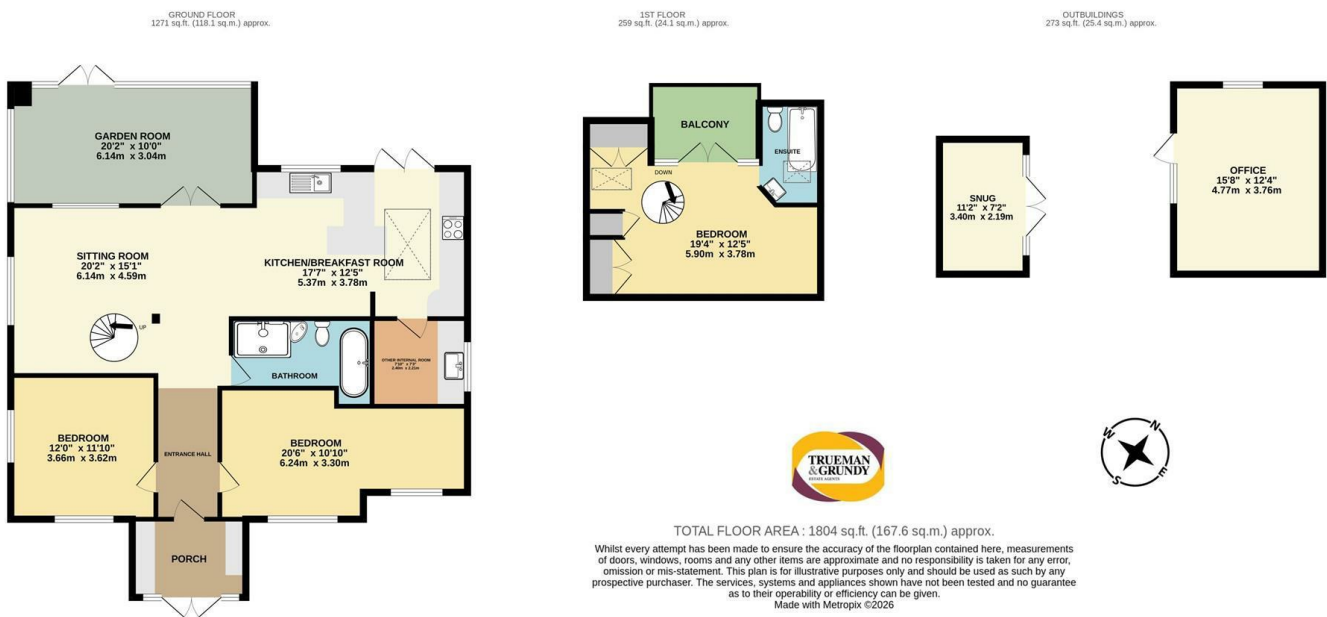 GROUND FLOOR
1271 sq.ft. (118.1 sq.m.) approx.
1ST FLOOR
259 sq.ft. (24.1 sq.m.) approx.
OUTBUILDINGS
273 sq.ft. (25.4 sq.m.) approx.
GARDEN ROOM
20'2" x 10'0"
6.14m x 3.04m
SITTING ROOM
20'2" x 15'1"
6.14m x 4.59m
UP
KITCHEN/BREAKFAST ROOM
17'7" x 12'5"
5.37m x 3.78m
BATHROOM
OTHER INTERNAL ROOM
BEDROOM
12'0" x 11'10"
3.66m x 3.62m
ENTRANCE HALL
BEDROOM
20'6" x 10'10"
6.24m x 3.30m
PORCH
BALCONY
ENSUITE
DOWN
BEDROOM
19'4" x 12'5"
5.90m x 3.78m
SNUG
11'2" x 7'2"
3.40m x 2.19m
OFFICE
15'8" x 12'4"
4.77m x 3.76m
TRUEMAN
&GRUNDY
ESTATE AGENTS
N
E
S
W
TOTAL FLOOR AREA : 1804 sq.ft. (167.6 sq.m.) approx.
Whilst every attempt has been made to ensure the accuracy of the floorplan contained here, measurements
of doors, windows, rooms and any other items are approximate and no responsibility is taken for any error,
omission or mis-statement. This plan is for illustrative purposes only and should be used as such by any
prospective purchaser. The services, systems and appliances shown have not been tested and no guarantee
as to their operability or efficiency can be given.
Made with Metropix ©2026